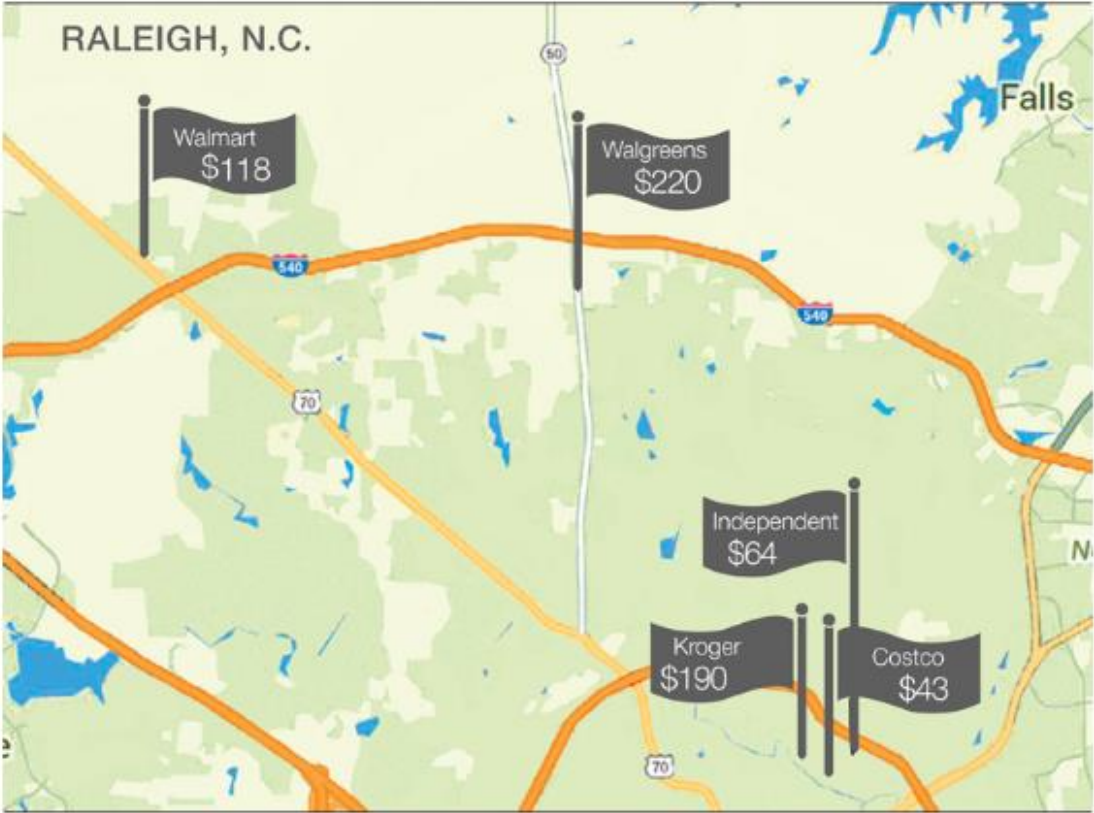 RALEIGH, N.C.
50
Falls
Walmart
$118
Walgreens
$220
540
540
70
Independent
$64
N
Kroger
$190
Costco
$43
e
70